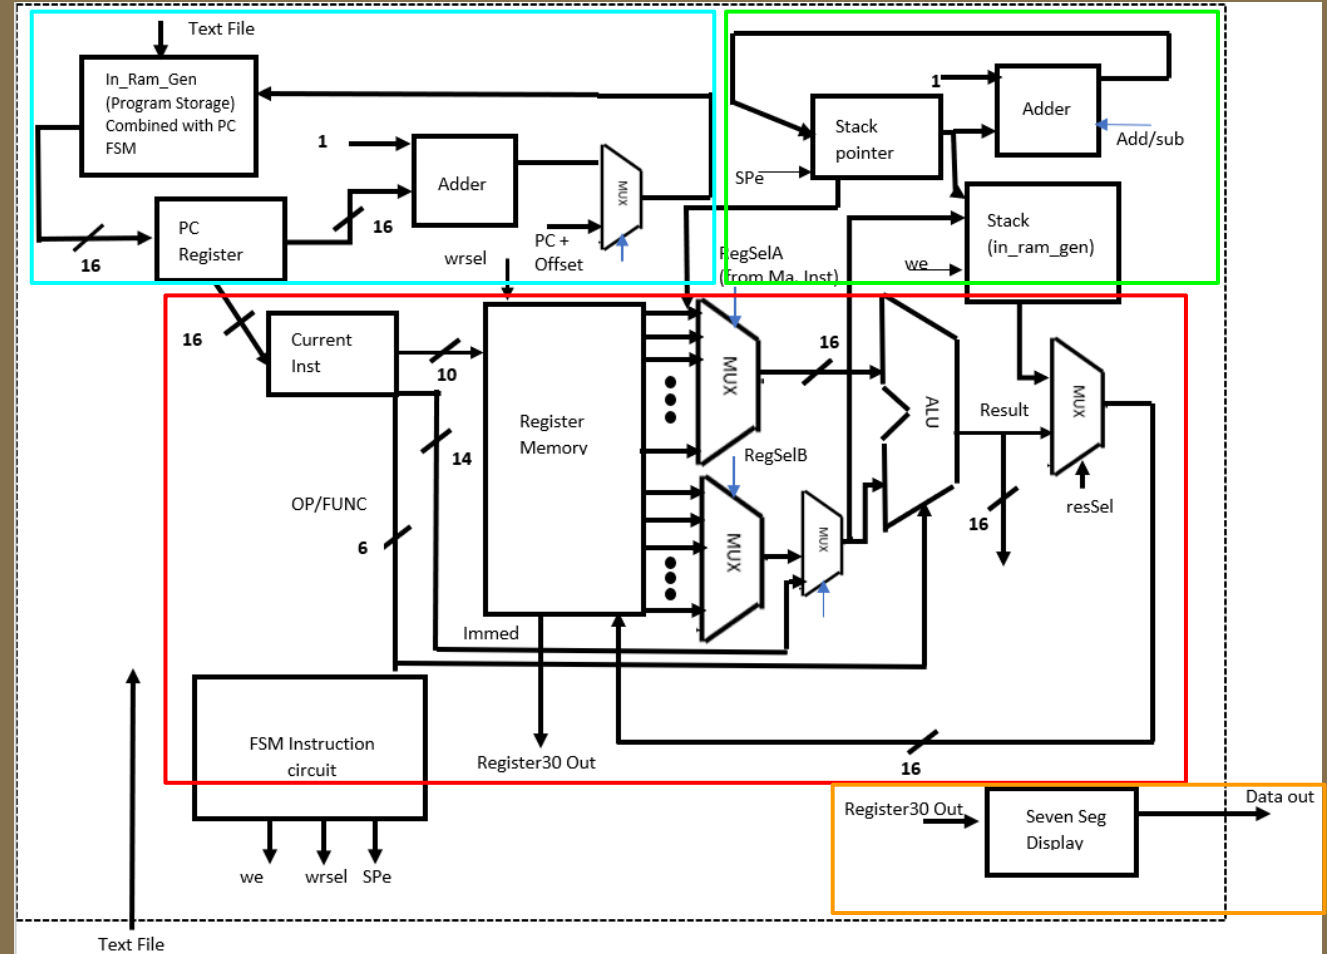 Text File
In_Ram_Gen
(Program Storage)
Combined with PC
FSM
1
Adder
MUX
16
PC
Register
16
PC +
Offset
wrsel
1
Adder
Stack
pointer
Add/sub
SPe
Stack
(in_ram_gen)
we
RegSelA
(from Ma. Inst)
16
Current
Inst
10
14
OP/FUNC
6
Register
Memory
MUX
16
ALU
Result
MUX
resSel
16
RegSelB
MUX
MUX
Immed
Register30 Out
16
FSM Instruction
circuit
we
wrsel
SPe
Register30 Out
Seven Seg
Display
Data out
Text File